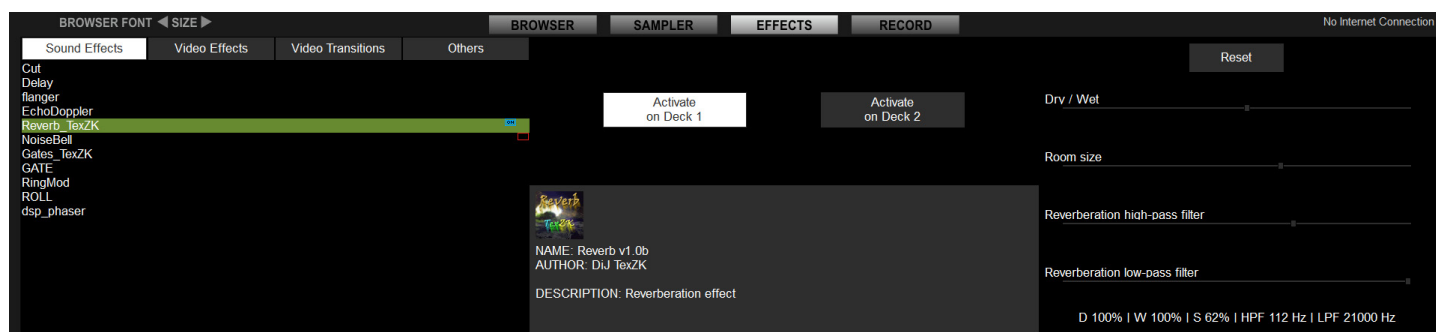 BROWSER FONT SIZE
BROWSER SAMPLER EFFECTS RECORD
No Internet Connection
Sound Effects Video Effects Video Transitions Others
Cut
Delay
flanger
EchoDoppler
Reverb_TexZK ON
NoiseBell
Gates_TexZK
GATE
RingMod
ROLL
dsp_phaser
Activate
on Deck 1
Activate
on Deck 2
Reverb
TexZK
NAME: Reverb v1.0b
AUTHOR: DiJ TexZK
DESCRIPTION: Reverberation effect
Reset
Dry / Wet
Room size
Reverberation high-pass filter
Reverberation low-pass filter
D 100% | W 100% | S 62% | HPF 112 Hz | LPF 21000 Hz